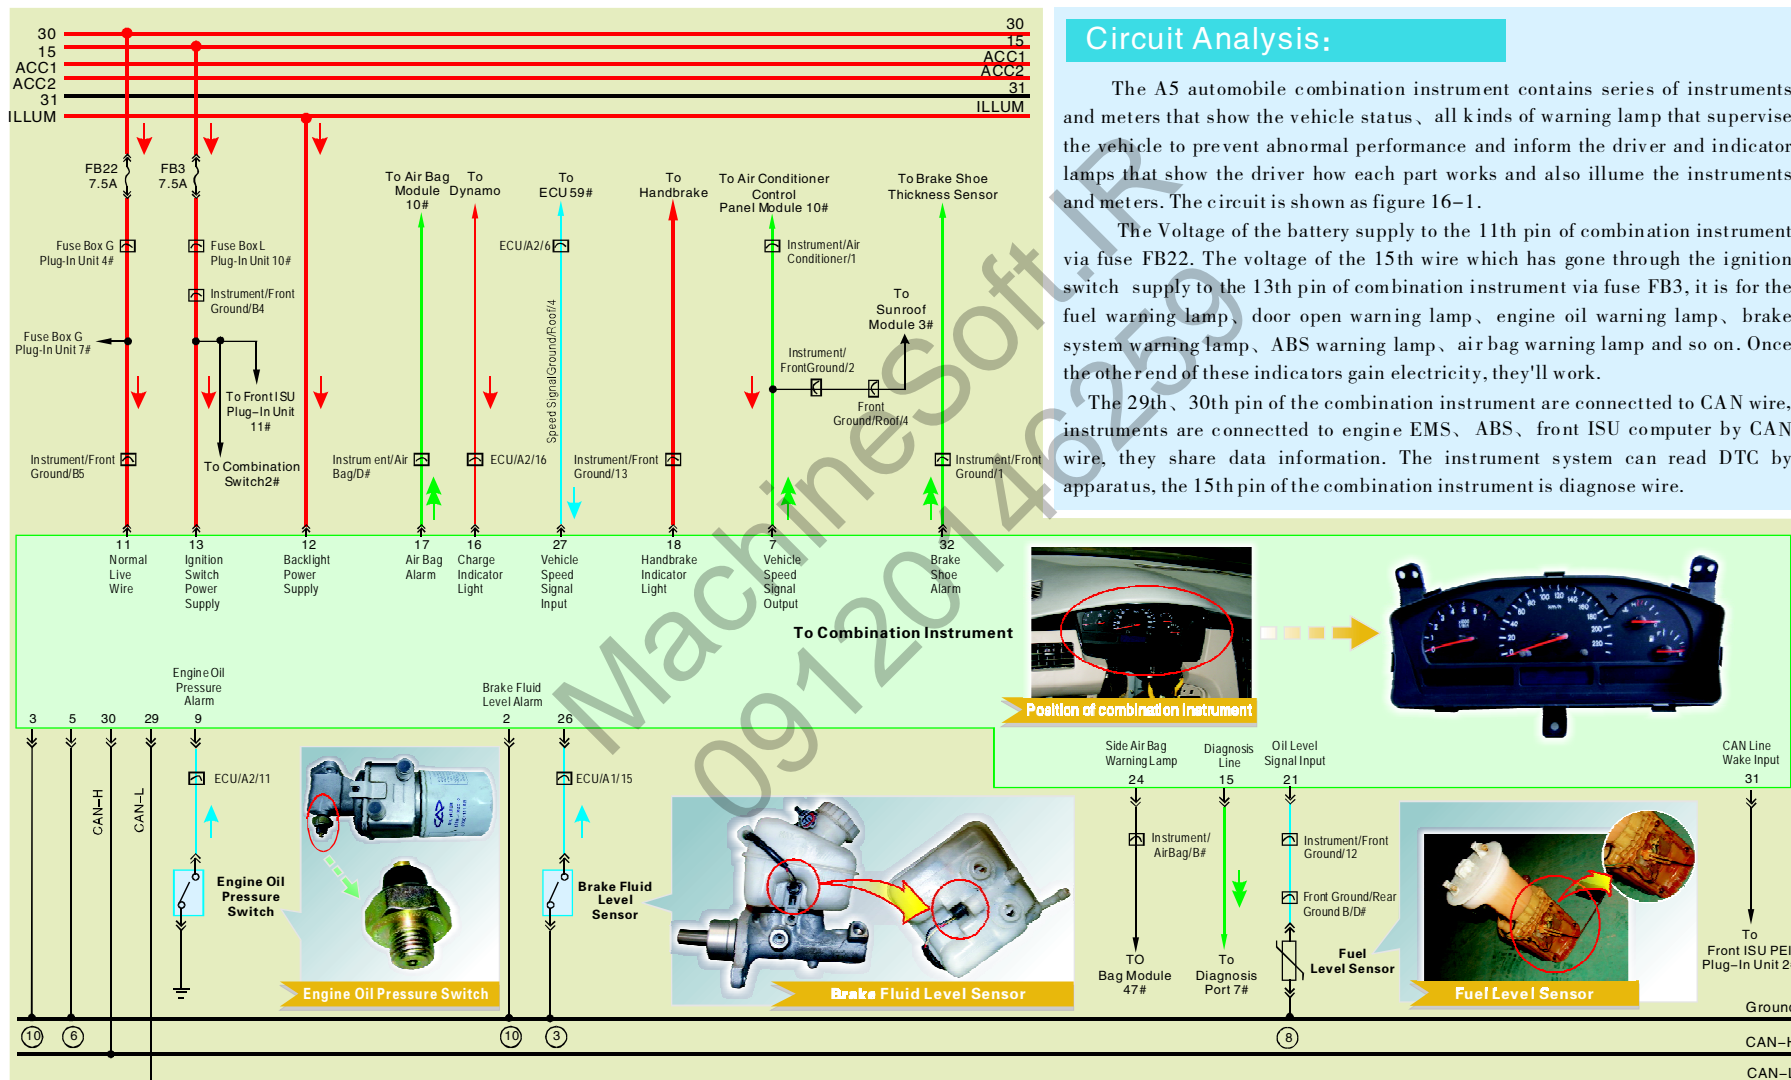 30
15
ACC1
ACC2
31
ILLUM
30
15
ACC1
ACC2
31
ILLUM
FB22
7.5A
FB3
7.5A
To Air Bag
Module
10#
To
Dynamo
To
ECU 59#
To
Handbrake
To Air Conditioner
Control
Panel Module 10#
To Brake Shoe
Thickness Sensor
Fuse Box G
Plug-In Unit 4#
Fuse Box L
Plug-In Unit 10#
ECU/A2/6
Instrument/Air
Conditioner/1
Instrument/Front
Ground/B4
Speed Signal Ground/Roof/4
To
Sunroof
Module 3#
Fuse Box G
Plug-In Unit 7#
Instrument/
FrontGround/2
To Front ISU
Plug-In Unit
11#
Front
Ground/Roof/4
Instrument/Front
Ground/B5
To Combination
Switch2#
Instrument/Air
Bag/D#
ECU/A2/16
Instrument/Front
Ground/13
Instrument/Front
Ground/1
11
Normal
Live
Wire
13
Ignition
Switch
Power
Supply
12
Backlight
Power
Supply
17
Air Bag
Alarm
16
Charge
Indicator
Light
27
Vehicle
Speed
Signal
Input
18
Handbrake
Indicator
Light
7
Vehicle
Speed
Signal
Output
32
Brake
Shoe
Alarm
To Combination Instrument
Circuit Analysis:
The A5 automobile combination instrument contains series of instruments
and meters that show the vehicle status、all kinds of warning lamp that supervise
the vehicle to prevent abnormal performance and inform the driver and indicator
lamps that show the driver how each part works and also illume the instruments
and meters. The circuit is shown as figure 16-1.
The Voltage of the battery supply to the 11th pin of combination instrument
via fuse FB22. The voltage of the 15th wire which has gone through the ignition
switch supply to the 13th pin of combination instrument via fuse FB3, it is for the
fuel warning lamp、door open warning lamp、engine oil warning lamp、brake
system warning lamp、ABS warning lamp、air bag warning lamp and so on. Once
the other end of these indicators gain electricity, they'll work.
The 29th、30th pin of the combination instrument are connectted to CAN wire,
instruments are connectted to engine EMS、ABS、front ISU computer by CAN
wire, they share data information. The instrument system can read DTC by
apparatus, the 15th pin of the combination instrument is diagnose wire.
Position of combination instrument
Engine Oil
Pressure
Alarm
Brake Fluid
Level Alarm
3
5
30
29
9
2
26
CAN-H
CAN-L
ECU/A2/11
ECU/A1/15
Engine Oil
Pressure
Switch
Engine Oil Pressure Switch
Brake Fluid
Level
Sensor
Brake Fluid Level Sensor
Side Air Bag
Warning Lamp
24
Diagnosis
Line
15
Oil Level
Signal Input
21
CAN Line
Wake Input
31
Instrument/
AirBag/B#
Instrument/Front
Ground/12
Front Ground/Rear
Ground B/D#
TO
Bag Module
47#
To
Diagnosis
Port 7#
Fuel
Level Sensor
Fuel Level Sensor
To
Front ISU PEI
Plug-In Unit 2
Ground
CAN-H
CAN-L
10
6
10
3
8
MachineSoft.IR
09120146259